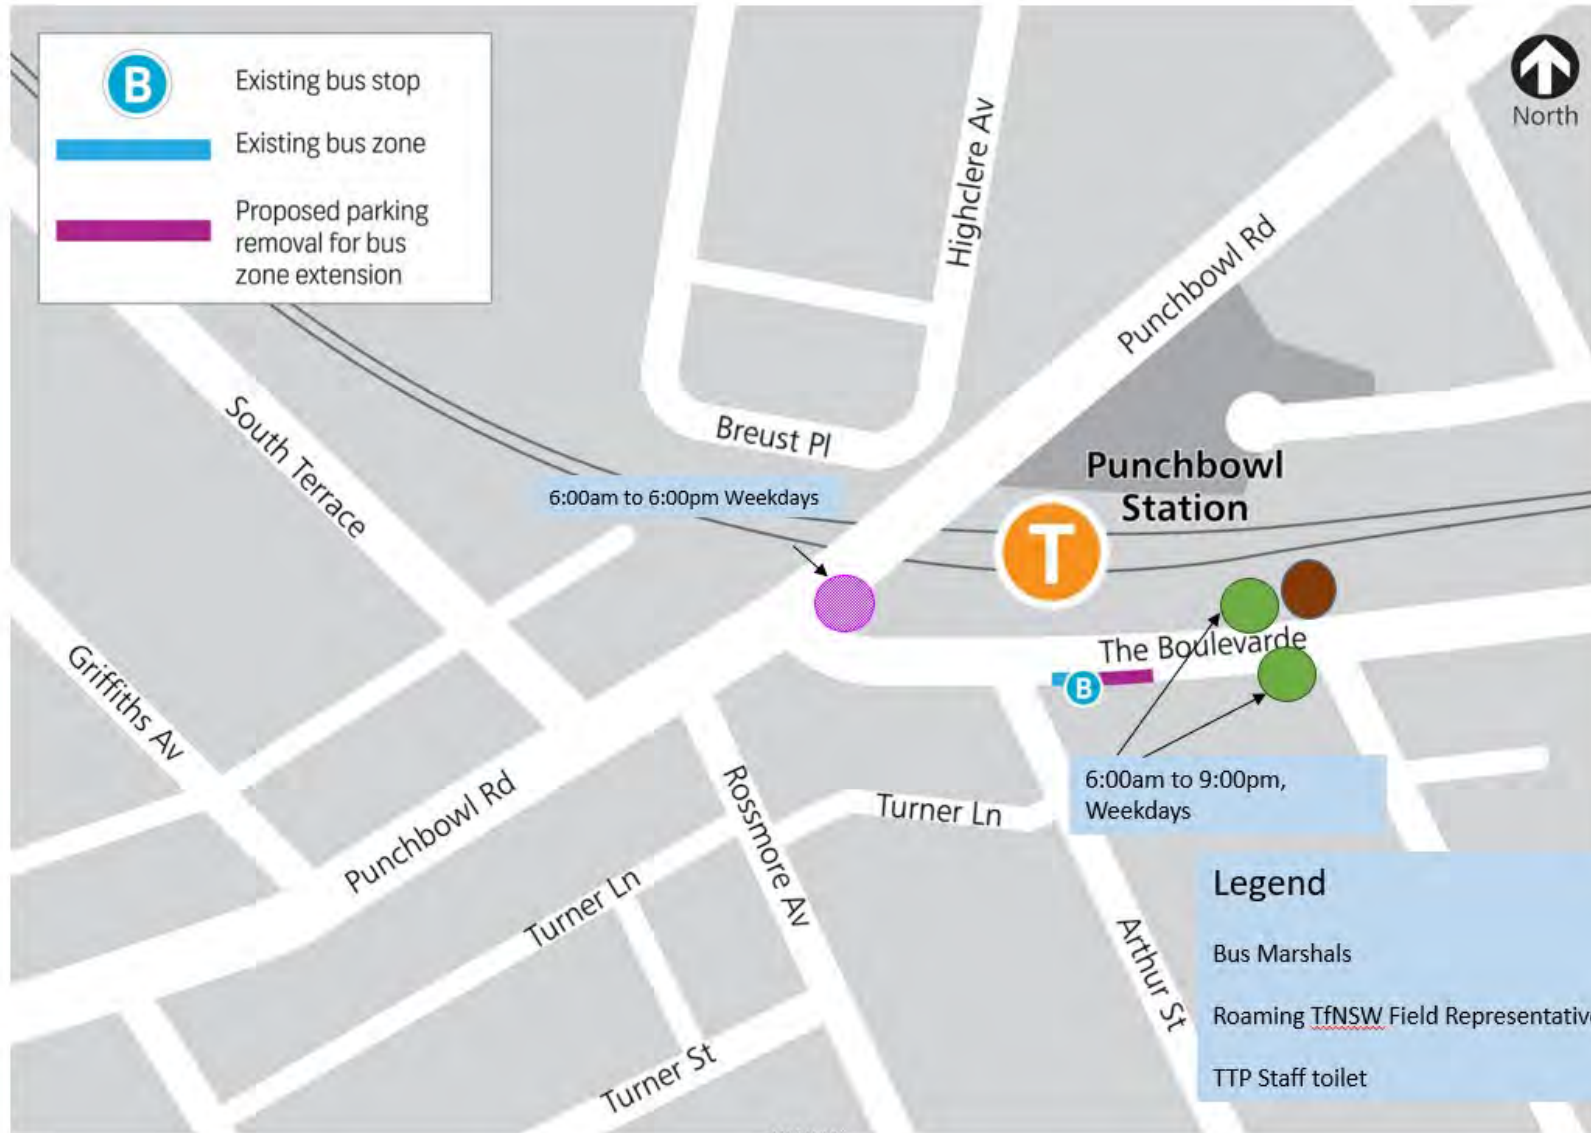 B
Existing bus stop
Existing bus zone
Proposed parking
removal for bus
zone extension
North
Highclere Av
Punchbowl Rd
South Terrace
Breust Pl
Punchbowl
Station
6:00am to 6:00pm Weekdays
T
The Boulevarde
B
Griffiths Av
6:00am to 9:00pm,
Weekdays
Punchbowl Rd
Rossmore Av
Turner Ln
Turner Ln
Arthur St
Turner St
Legend
Bus Marshals
Roaming TfNSW Field Representativ
TTP Staff toilet